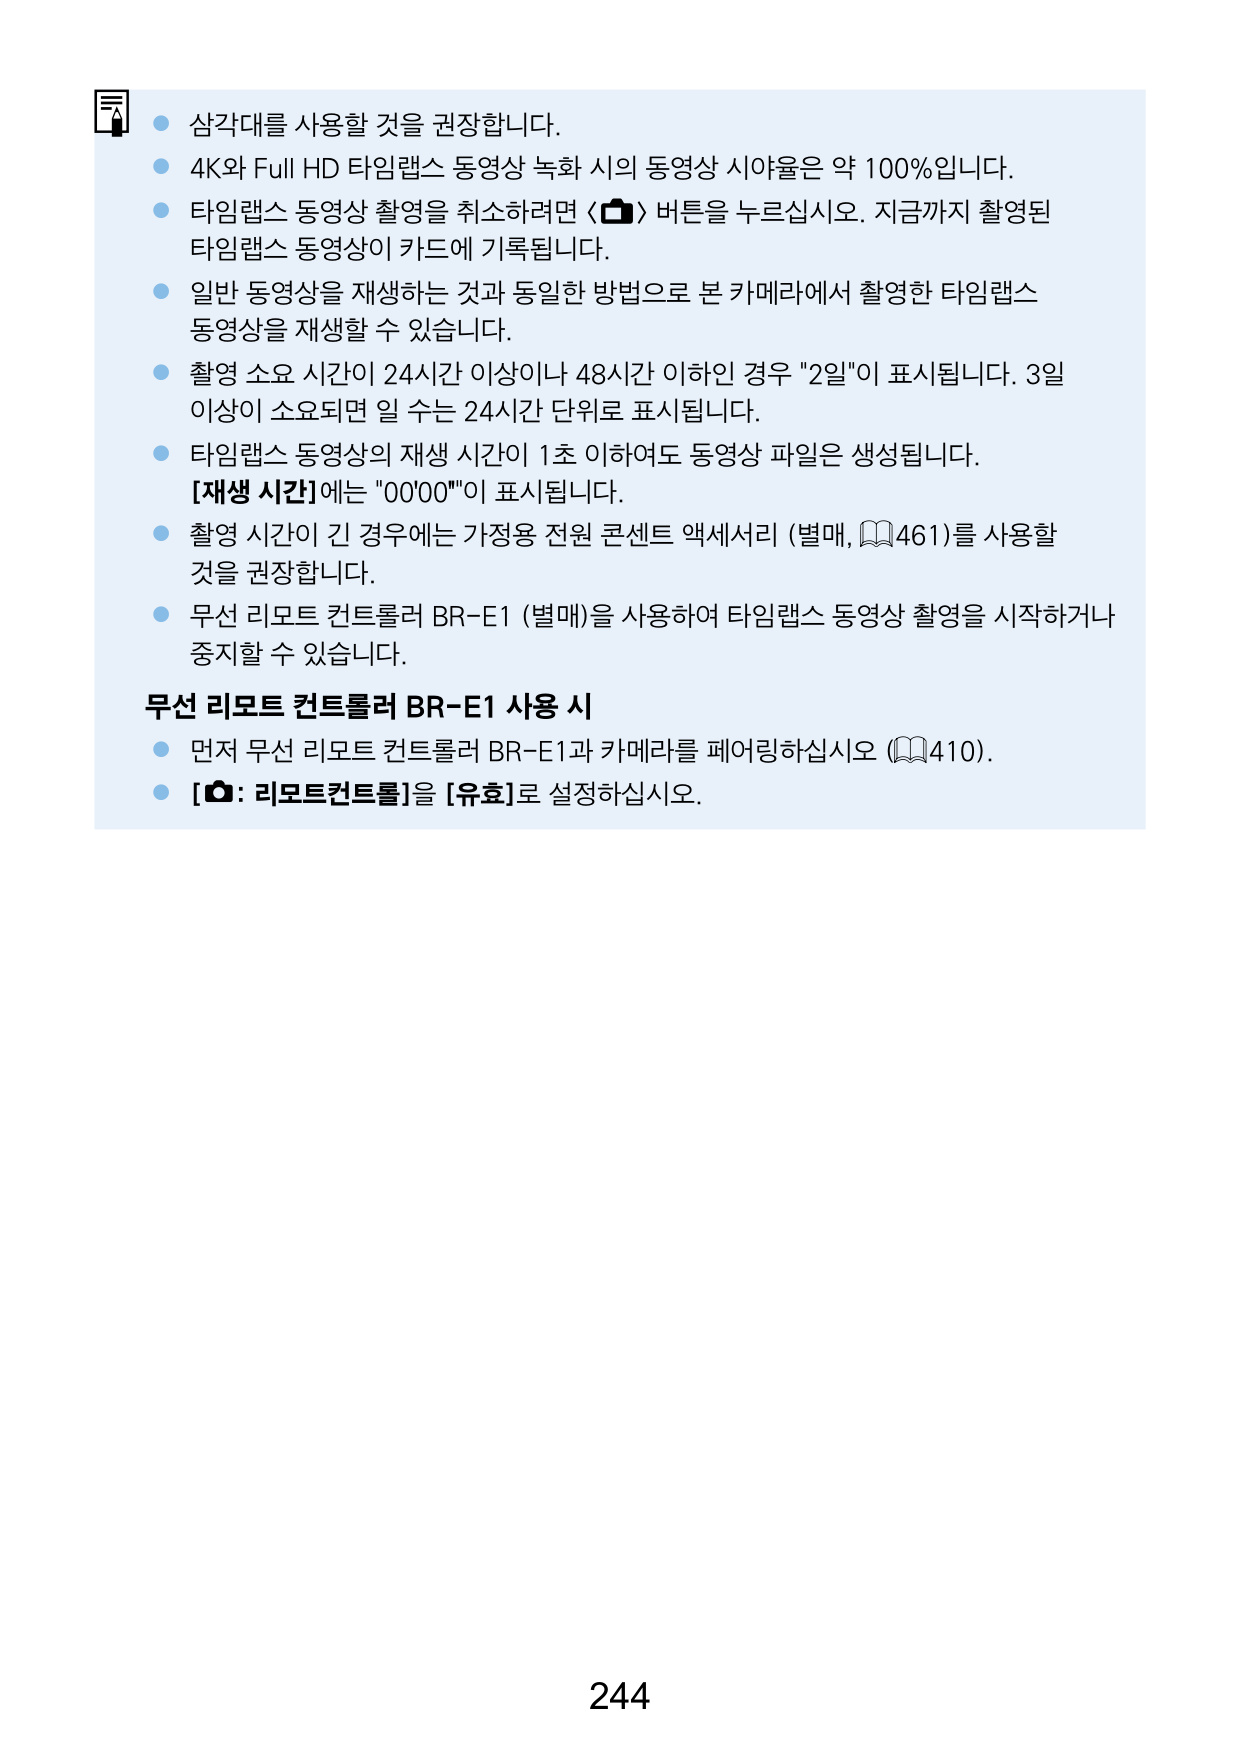 삼각대를 사용할 것을 권장합니다.
4K와 Full HD 타임랩스 동영상 녹화 시의 동영상 시야율은 약 100%입니다.
타임랩스 동영상 촬영을 취소하려면 < > 버튼을 누르십시오. 지금까지 촬영된
타임랩스 동영상이 카드에 기록됩니다.
일반 동영상을 재생하는 것과 동일한 방법으로 본 카메라에서 촬영한 타임랩스
동영상을 재생할 수 있습니다.
촬영 소요 시간이 24시간 이상이나 48시간 이하인 경우 "2일"이 표시됩니다. 3일
이상이 소요되면 일 수는 24시간 단위로 표시됩니다.
타임랩스 동영상의 재생 시간이 1초 이하여도 동영상 파일은 생성됩니다.
[재생 시간]에는 "00'00""이 표시됩니다.
촬영 시간이 긴 경우에는 가정용 전원 콘센트 액세서리 (별매, 461)를 사용할
것을 권장합니다.
무선 리모트 컨트롤러 BR-E1 (별매)을 사용하여 타임랩스 동영상 촬영을 시작하거나
중지할 수 있습니다.
무선 리모트 컨트롤러 BR-E1 사용 시
먼저 무선 리모트 컨트롤러 BR-E1과 카메라를 페어링하십시오 (410).
[ : 리모트컨트롤]을 [유효]로 설정하십시오.
244